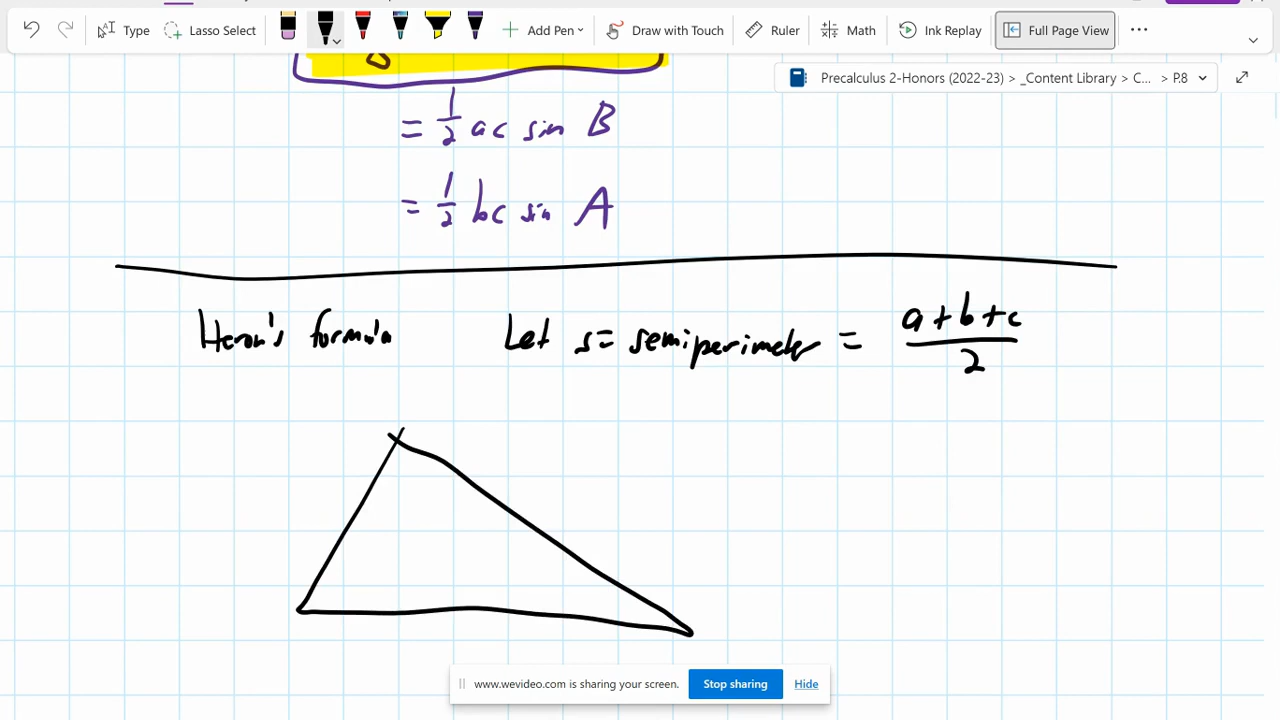 Type
Lasso Select
Add Pen
Draw with Touch
Ruler
Math
Ink Replay
Full Page View
Precalculus 2-Honors (2022-23) > _Content Library > C... > P.8
= 1/2 ac sin B
= 1/2 bc sin A
Heron's formula Let s = semiperimeter = a+b+c/2
www.wevideo.com is sharing your screen. Stop sharing Hide